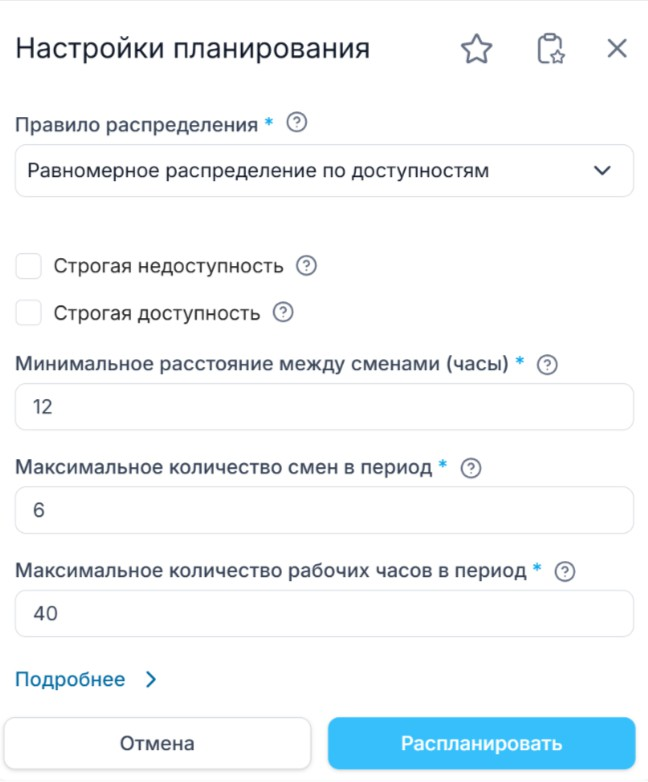 Настройки планирования
Правило распределения *
Равномерное распределение по доступностям
Строгая недоступность
Строгая доступность
Минимальное расстояние между сменами (часы) *
12
Максимальное количество смен в период *
6
Максимальное количество рабочих часов в период *
40
Подробнее
Отмена Распланировать